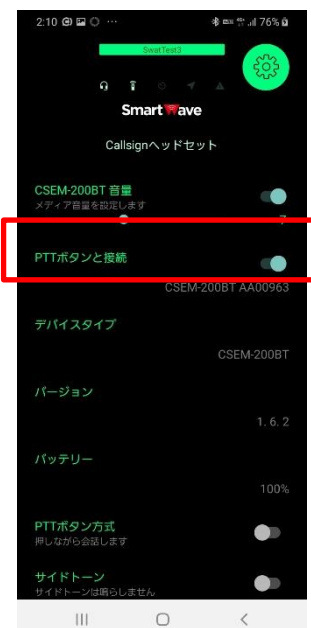 2:10
76%
SwatTest3
SmartWave
Callsignヘッドセット
CSEM-200BT 音量
メディア音量を設定します
7
PTTボタンと接続
CSEM-200BT AA00963
デバイスタイプ
CSEM-200BT
バージョン
1.6.2
バッテリー
100%
PTTボタン方式
押しながら会話します
サイドトーン
サイドトーンは鳴らしません